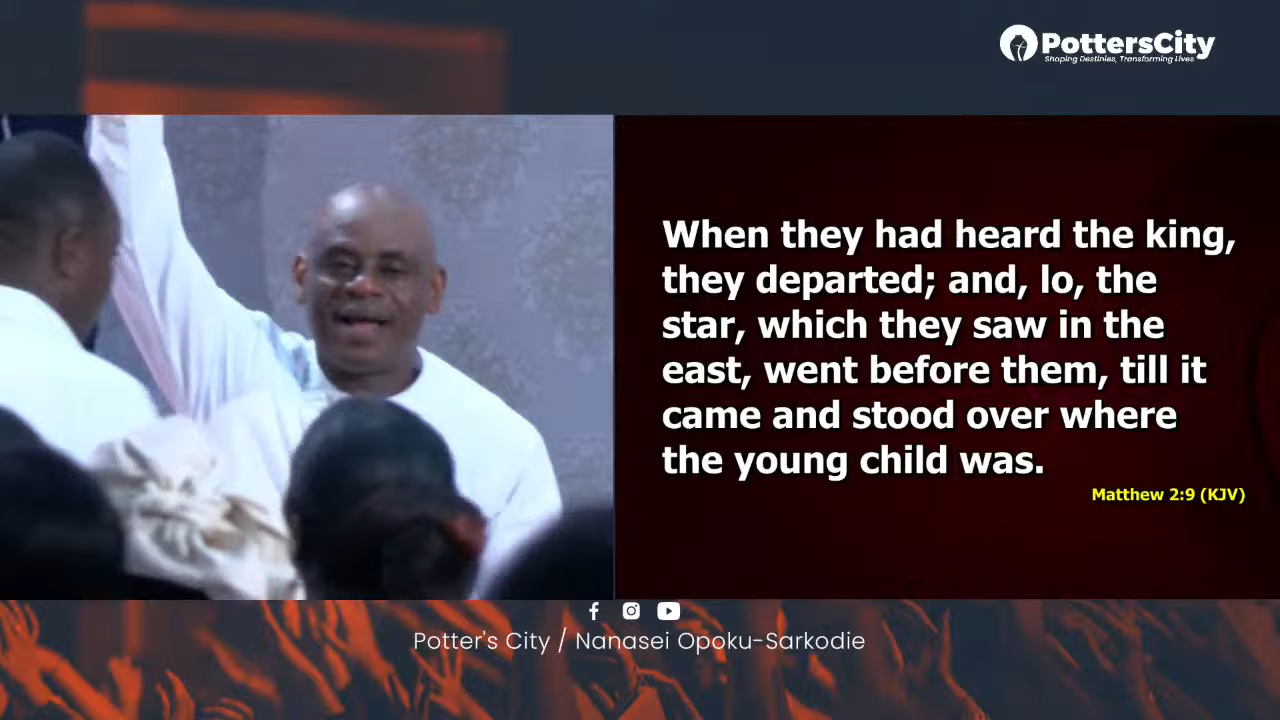 PottersCity
Shaping Destinies, Transforming Lives
When they had heard the king,
they departed; and, lo, the
star, which they saw in the
east, went before them, till it
came and stood over where
the young child was.
Matthew 2:9 (KJV)
Potter's City / Nanasei Opoku-Sarkodie